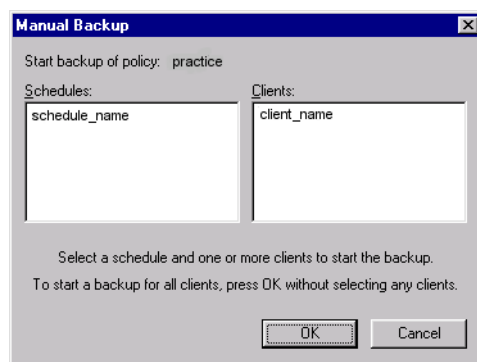 Manual Backup
Start backup of policy: practice
Schedules: Clients:
schedule_name client_name
Select a schedule and one or more clients to start the backup.
To start a backup for all clients, press OK without selecting any clients.
OK Cancel